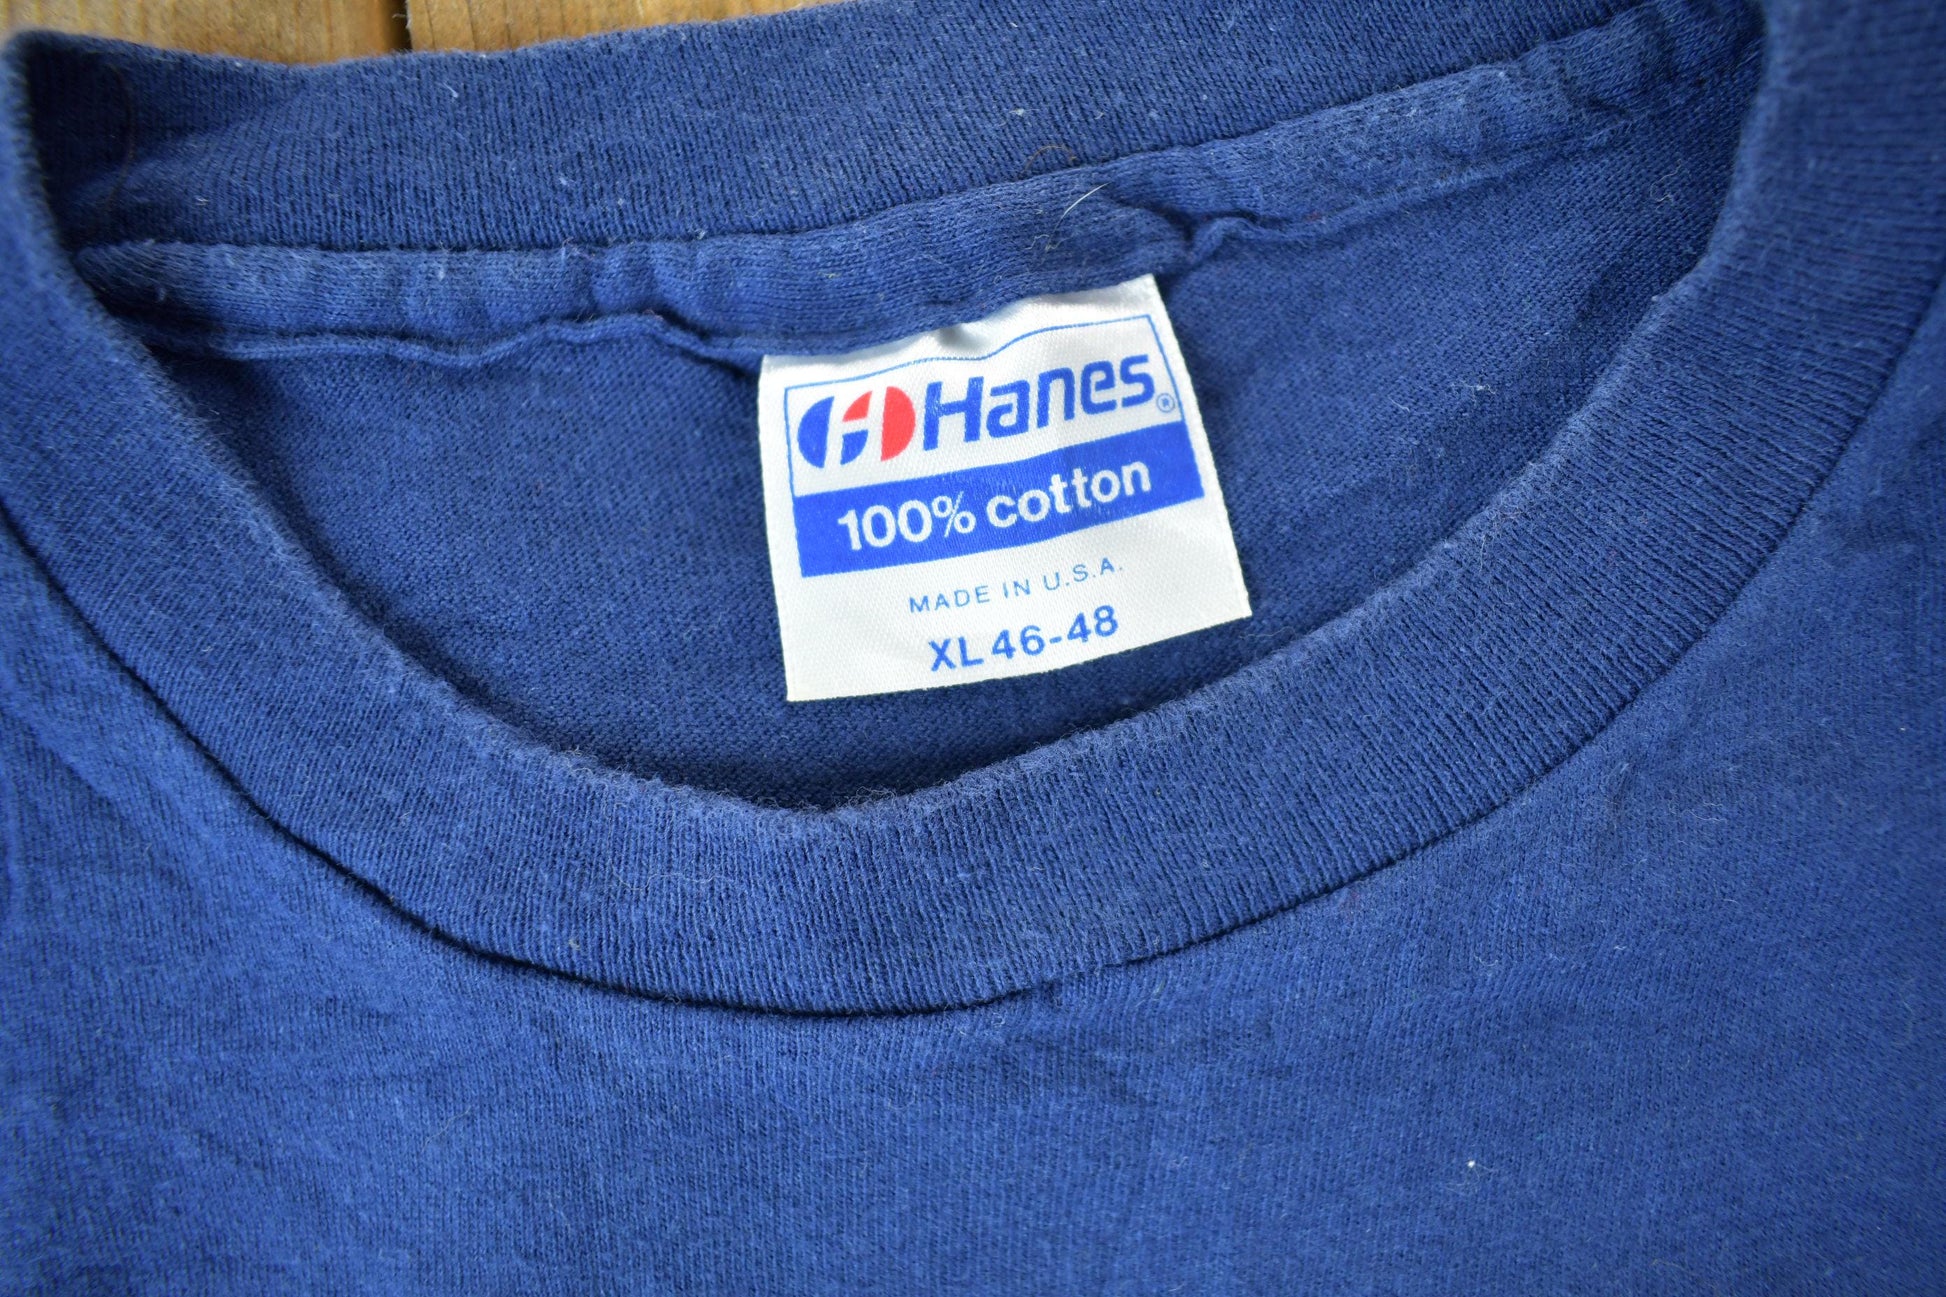 Hanes®
100% cotton
MADE IN U.S.A.
XL 46-48